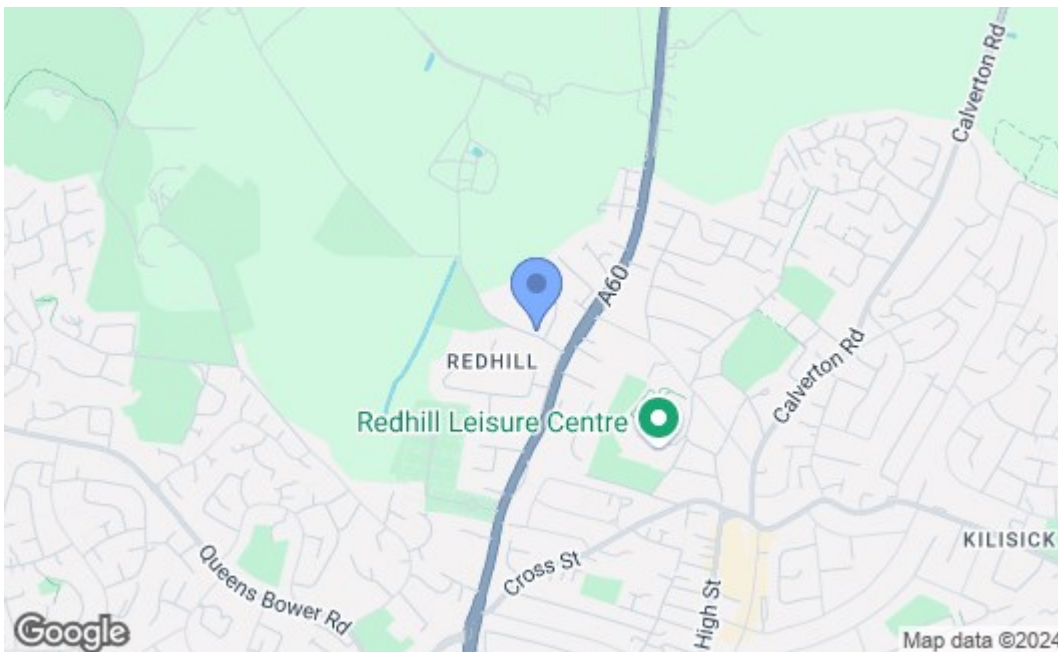 Calverton Rd
A60
REDHILL
Redhill Leisure Centre
Calverton Rd
KILISICK
Queens Bower Rd
Cross St
High St
Google
Map data ©2024